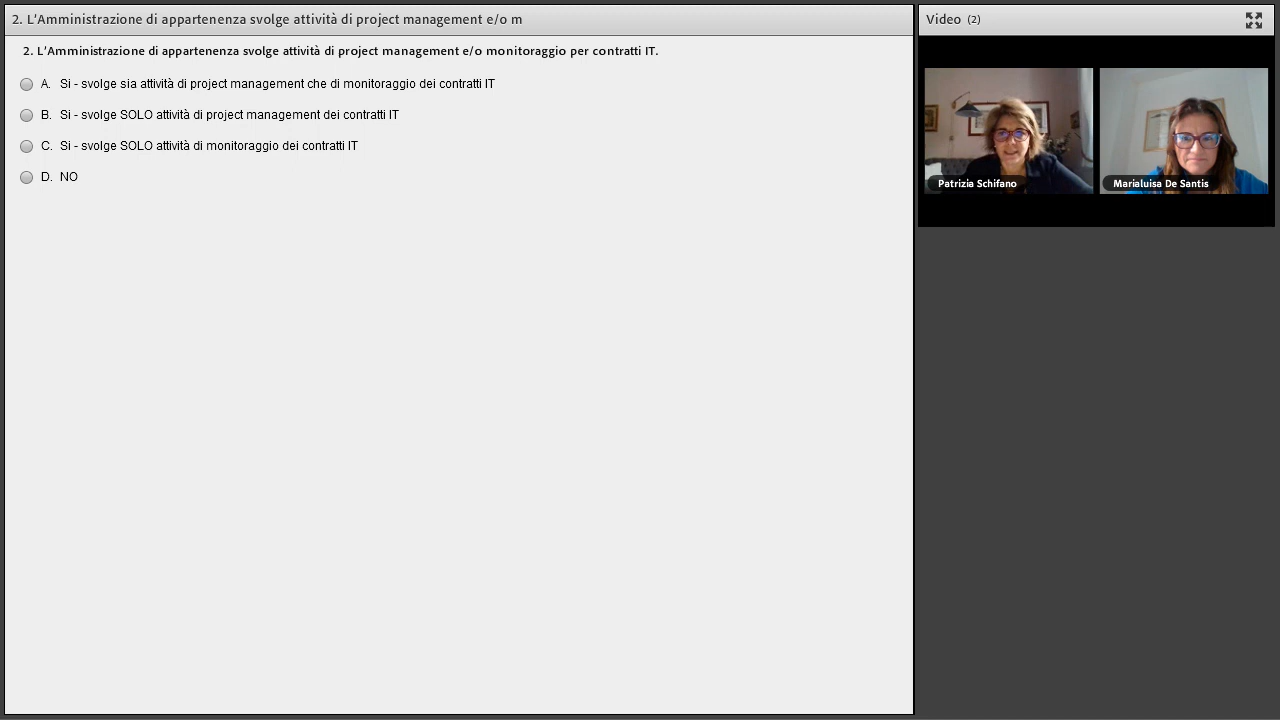 2. L'Amministrazione di appartenenza svolge attività di project management e/o m
2. L'Amministrazione di appartenenza svolge attività di project management e/o monitoraggio per contratti IT.
A. Si - svolge sia attività di project management che di monitoraggio dei contratti IT
B. Si - svolge SOLO attività di project management dei contratti IT
C. Si - svolge SOLO attività di monitoraggio dei contratti IT
D. NO
Video (2)
Patrizia Schifano
Marialuisa De Santis